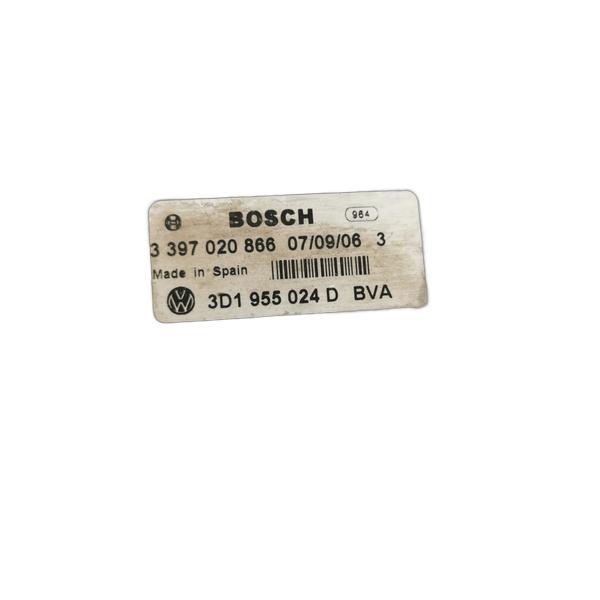 BOSCH 964
3 397 020 866 07/09/06 3
Made in Spain
3D1 955 024 D BVA